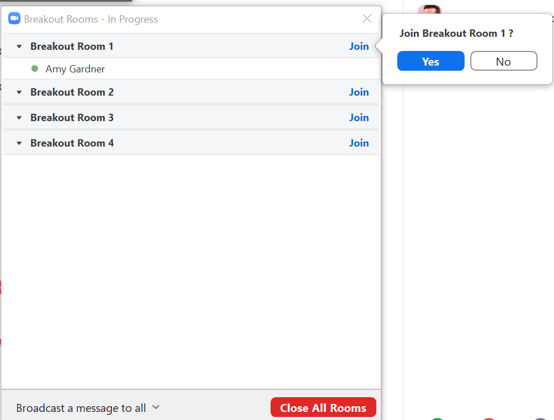 Breakout Rooms - In Progress
Breakout Room 1 Join
Amy Gardner
Breakout Room 2 Join
Breakout Room 3 Join
Breakout Room 4 Join
Broadcast a message to all
Close All Rooms
Join Breakout Room 1 ?
Yes No